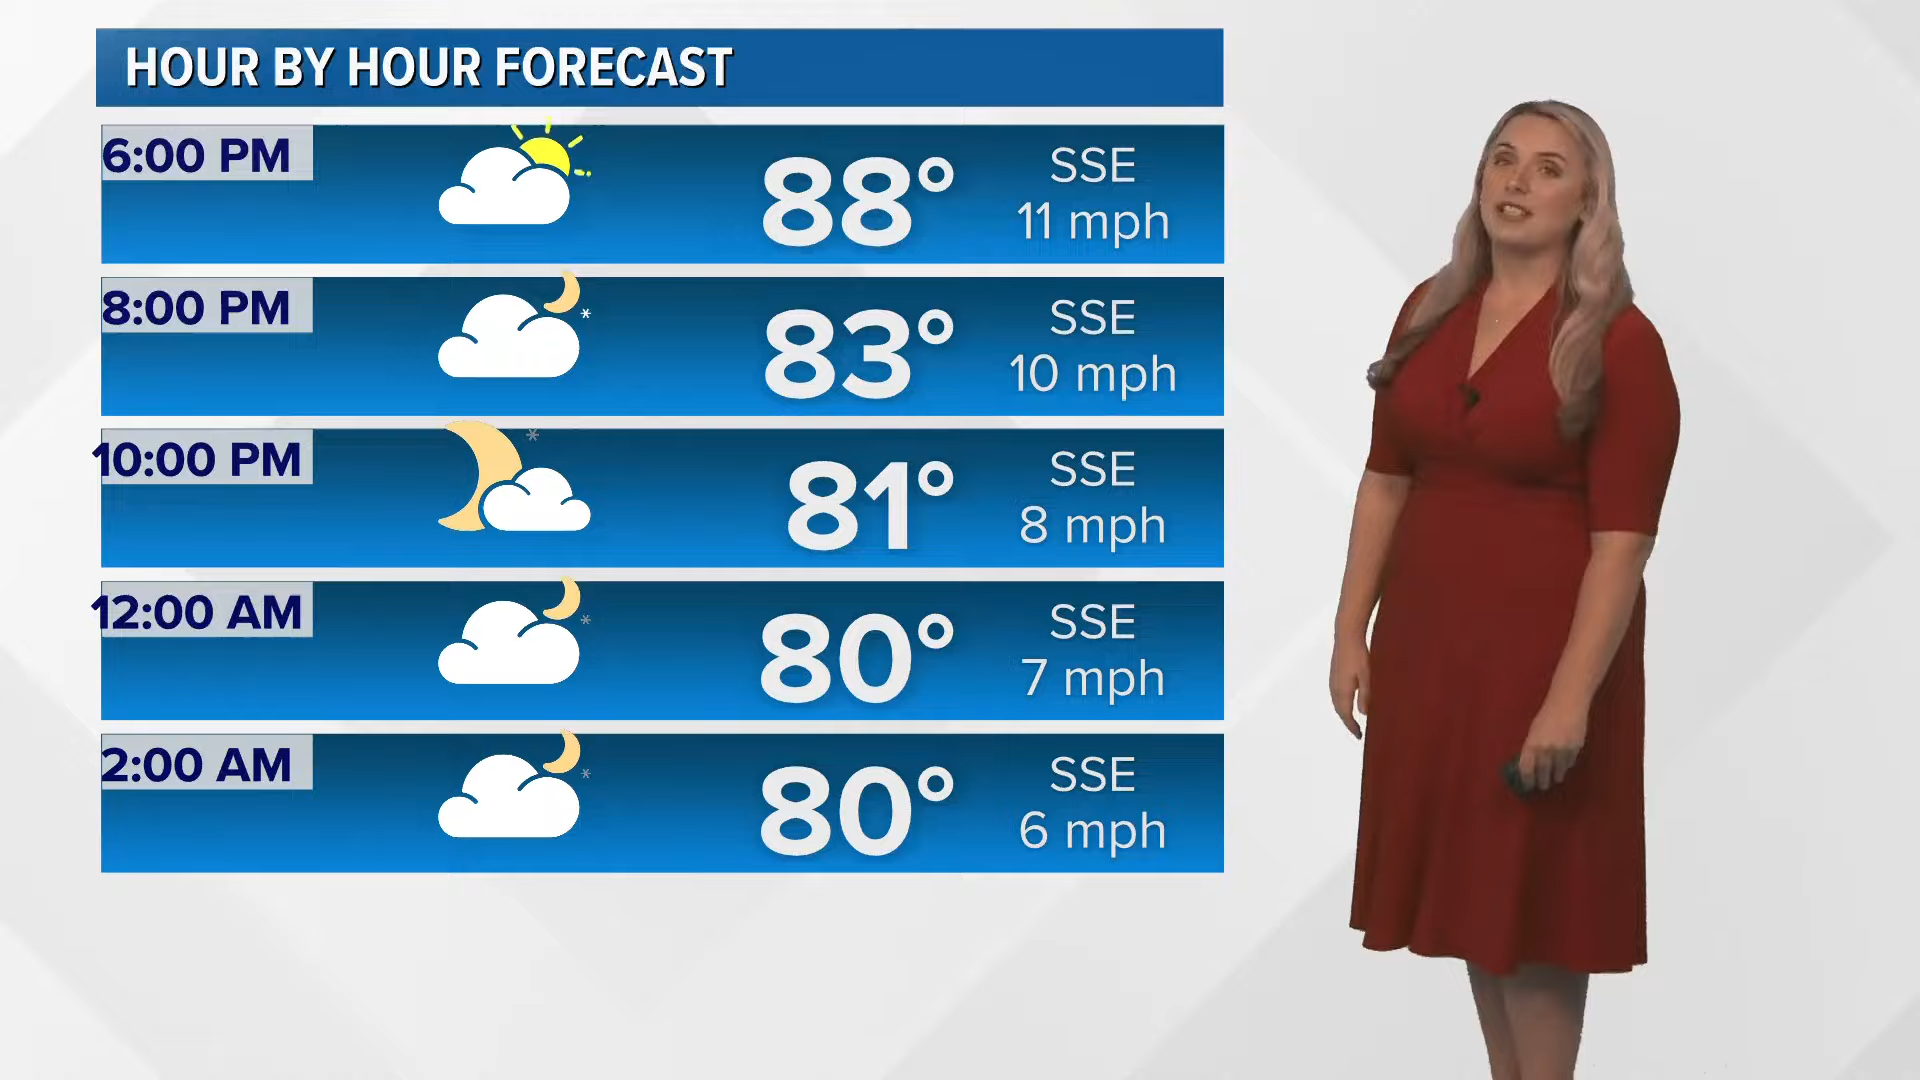 HOUR BY HOUR FORECAST
6:00 PM
88°
SSE
11 mph
8:00 PM
83°
SSE
10 mph
10:00 PM
81°
SSE
8 mph
12:00 AM
80°
SSE
7 mph
2:00 AM
80°
SSE
6 mph